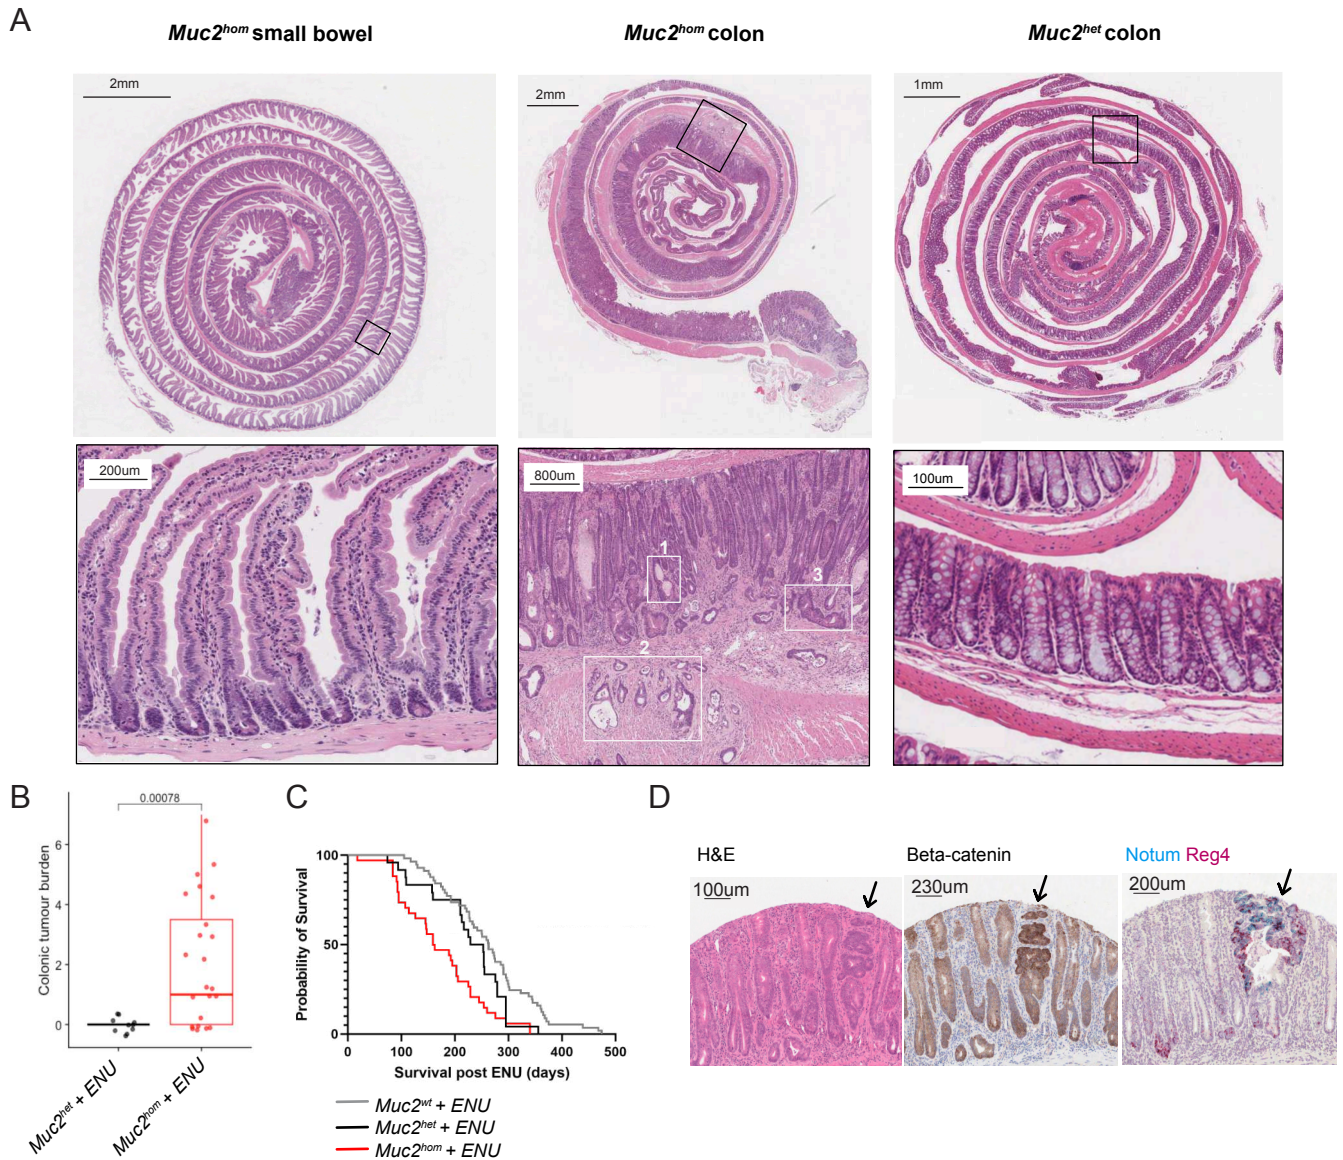 A
Muc2hom small bowel
Muc2hom colon
Muc2het colon
2mm
2mm
1mm
200um
800um
100um
1
3
2
B
0.00078
Colonic tumour burden
6
4
2
0
Muc2het + ENU
Muc2hom + ENU
C
Probability of Survival
100
50
0
0 100 200 300 400 500
Survival post ENU (days)
Muc2wt + ENU
Muc2het + ENU
Muc2hom + ENU
D
H&E
Beta-catenin
Notum Reg4
100um
230um
200um